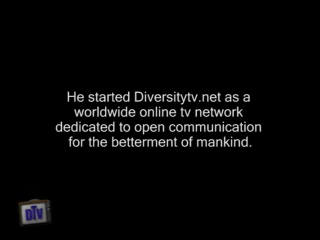 He started Diversitytv.net as a
worldwide online tv network
dedicated to open communication
for the betterment of mankind.
DTV